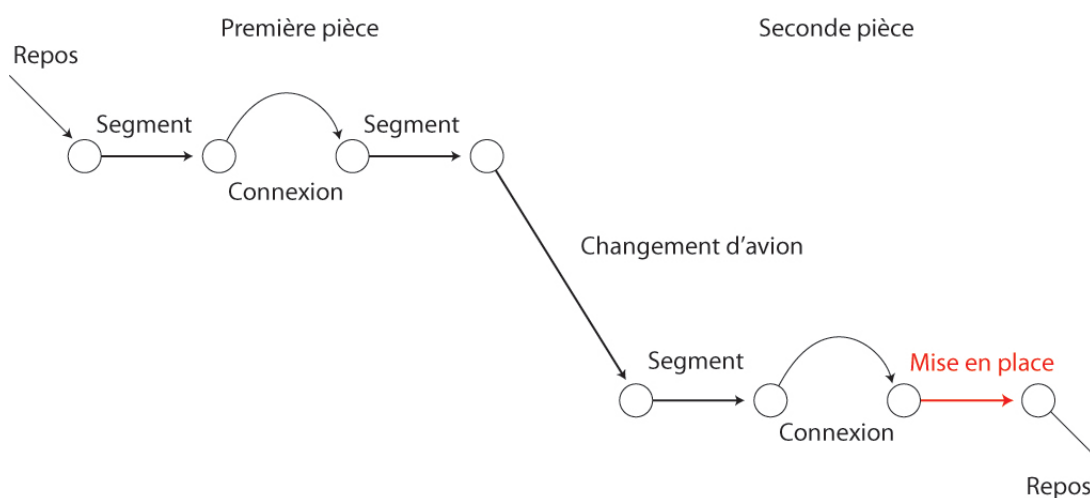 Première pièce
Seconde pièce
Repos
Segment
Segment
Connexion
Changement d'avion
Segment
Mise en place
Connexion
Repos